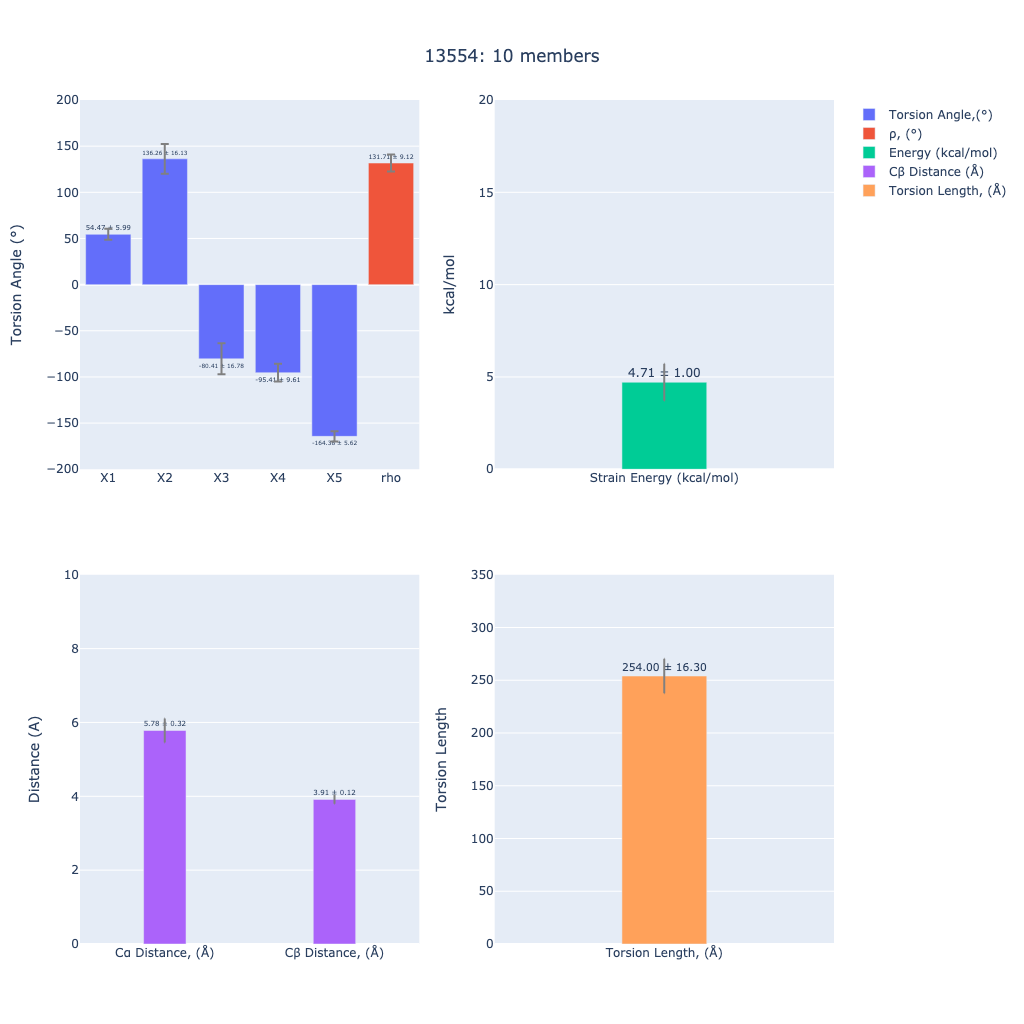 13554: 10 members
200
150
100
50
0
−50
−100
−150
−200
Torsion Angle (°)
54.47 ± 5.99
136.26 ± 16.13
-80.41 ± 16.78
-95.41 ± 9.61
± 5.62
131.71 ± 9.12
X1 X2 X3 X4 X5 rho
20
15
10
5
0
kcal/mol
4.71 ± 1.00
Strain Energy (kcal/mol)
Torsion Angle,(°)
ρ, (°)
Energy (kcal/mol)
Cβ Distance (Å)
Torsion Length, (Å)
10
8
6
4
2
0
Distance (A)
5.78 ± 0.32
3.91 ± 0.12
Cα Distance, (Å) Cβ Distance, (Å)
350
300
250
200
150
100
50
0
Torsion Length
254.00 ± 16.30
Torsion Length, (Å)